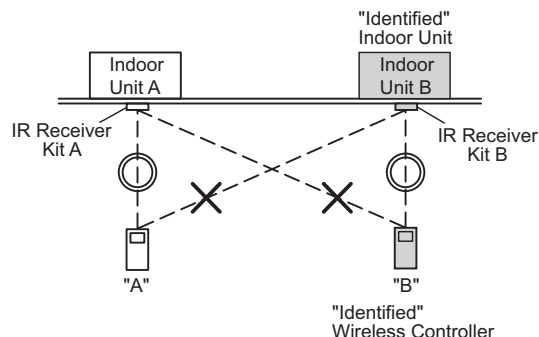 "Identified"
Indoor Unit
Indoor
Unit A
Indoor
Unit B
IR Receiver
Kit A
IR Receiver
Kit B
"A"
"B"
"Identified"
Wireless Controller